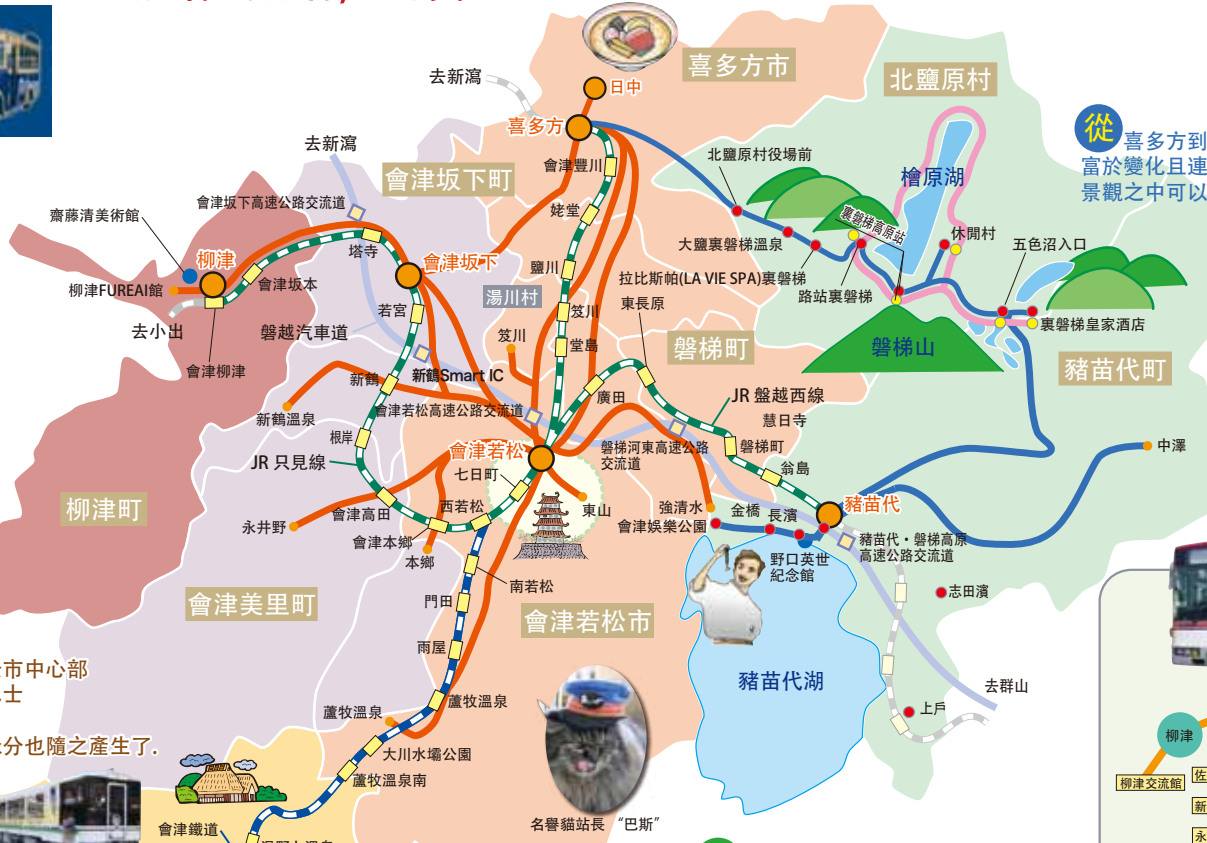 喜多方市
北鹽原村
去新瀉
日中
喜多方
從
喜多方到
富於變化且連
景觀之中可以
去新瀉
會津豐川
北鹽原村役場前
檜原湖
會津坂下町
姥堂
裏磐梯高原站
休閒村
會津坂下高速公路交流道
齋藤清美術館
大鹽裏磐梯溫泉
五色沼入口
塔寺
柳津
會津坂下
鹽川
拉比斯帕(LA VIE SPA)裏磐梯
會津坂本
柳津FUREAI館
湯川村
路站裏磐梯
東長原
若宮
笈川
去小出
磐越汽車道
笈川
裏磐梯皇家酒店
堂島
磐梯町
磐梯山
會津柳津
新鶴
新鶴Smart IC
豬苗代町
廣田
JR 盤越西線
新鶴溫泉
會津若松高速公路交流道
慧日寺
根岸
會津若松
磐梯河東高速公路
交流道
磐梯町
中澤
JR 只見線
七日町
翁島
柳津町
西若松
東山
強清水
金橋
長濱
豬苗代
永井野
會津高田
會津娛樂公園
會津本鄉
豬苗代・磐梯高原
高速公路交流道
本鄉
野口英世
紀念館
南若松
志田濱
會津美里町
門田
會津若松市
雨屋
市中心部
士
豬苗代湖
去群山
蘆牧溫泉
蘆牧溫泉
上戶
分也隨之產生了.
大川水壩公園
柳津
蘆牧溫泉南
柳津交流館
佐
新
名譽貓站長 “巴斯”
會津鐵道
永